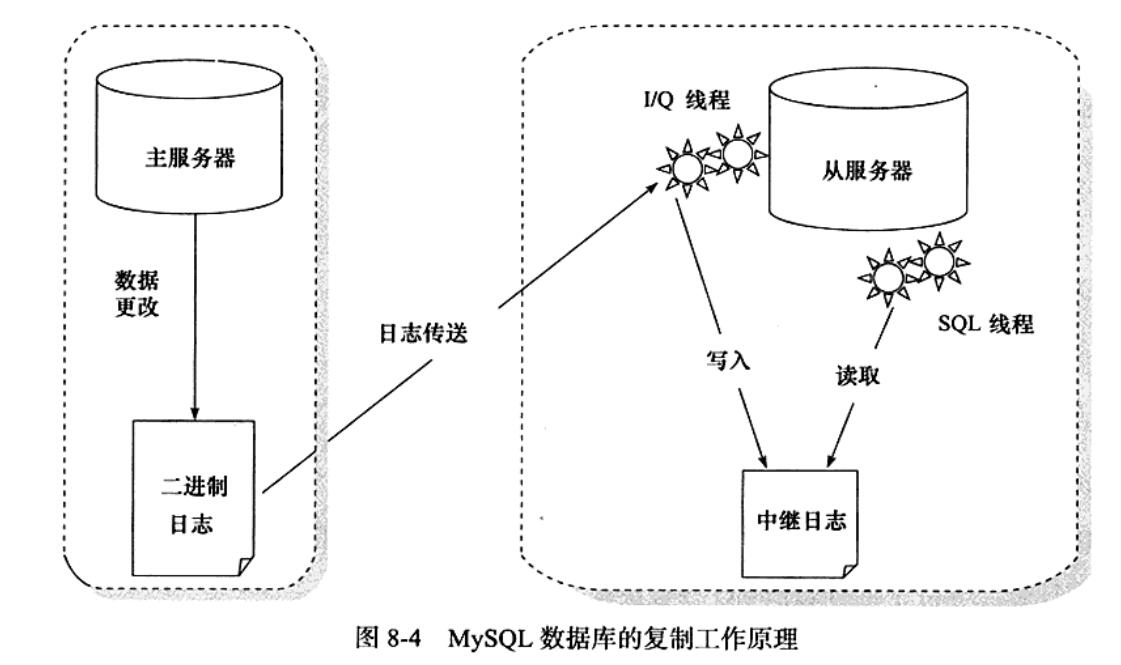 主服务器
数据
更改
二进制
日志
日志传送
I/Q 线程
从服务器
SQL 线程
写入
读取
中继日志
图 8-4 MySQL 数据库的复制工作原理